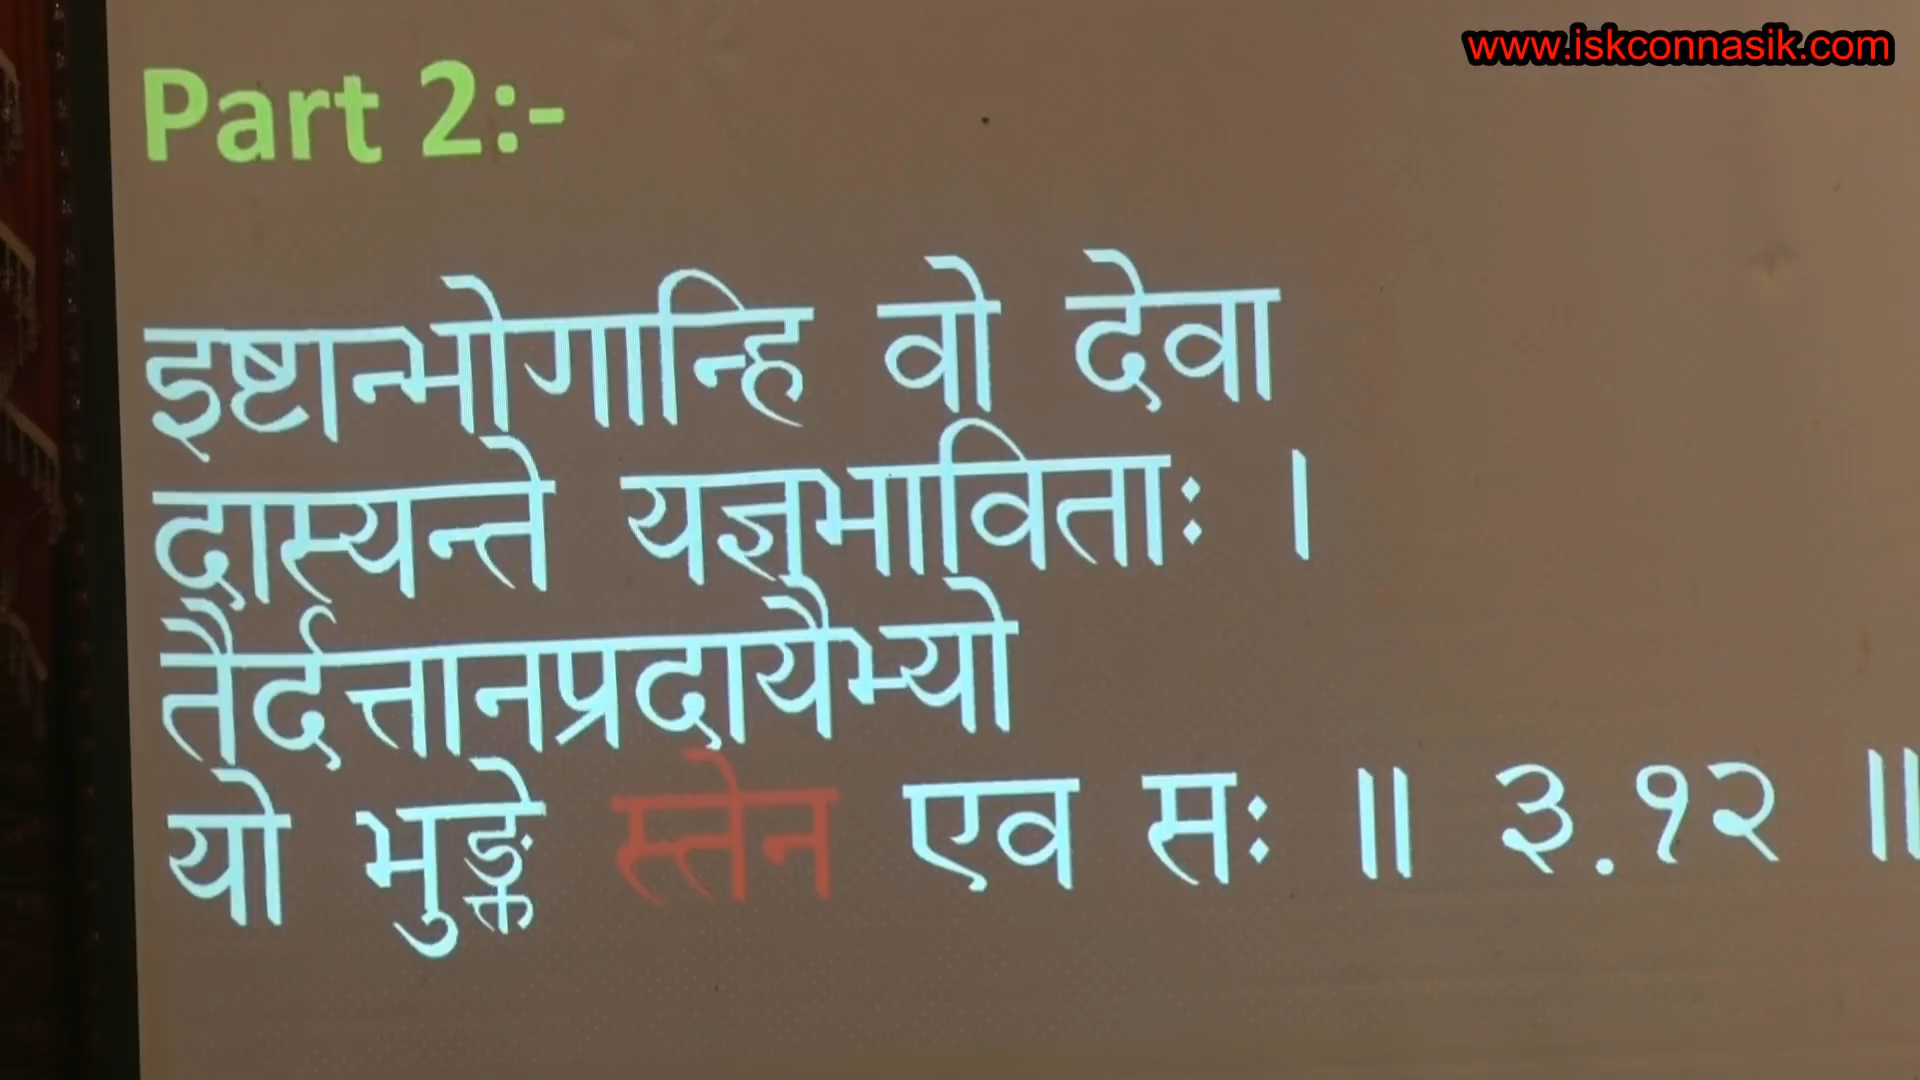 www.iskconnasik.com
Part 2:-
इष्टान्भोगान्हि वो देवा
दास्यन्ते यज्ञभाविताः ।
तैर्दत्तानप्रदायैभ्यो
यो भुङ्क्ते स्तेन एव सः ॥ ३.१२ ॥